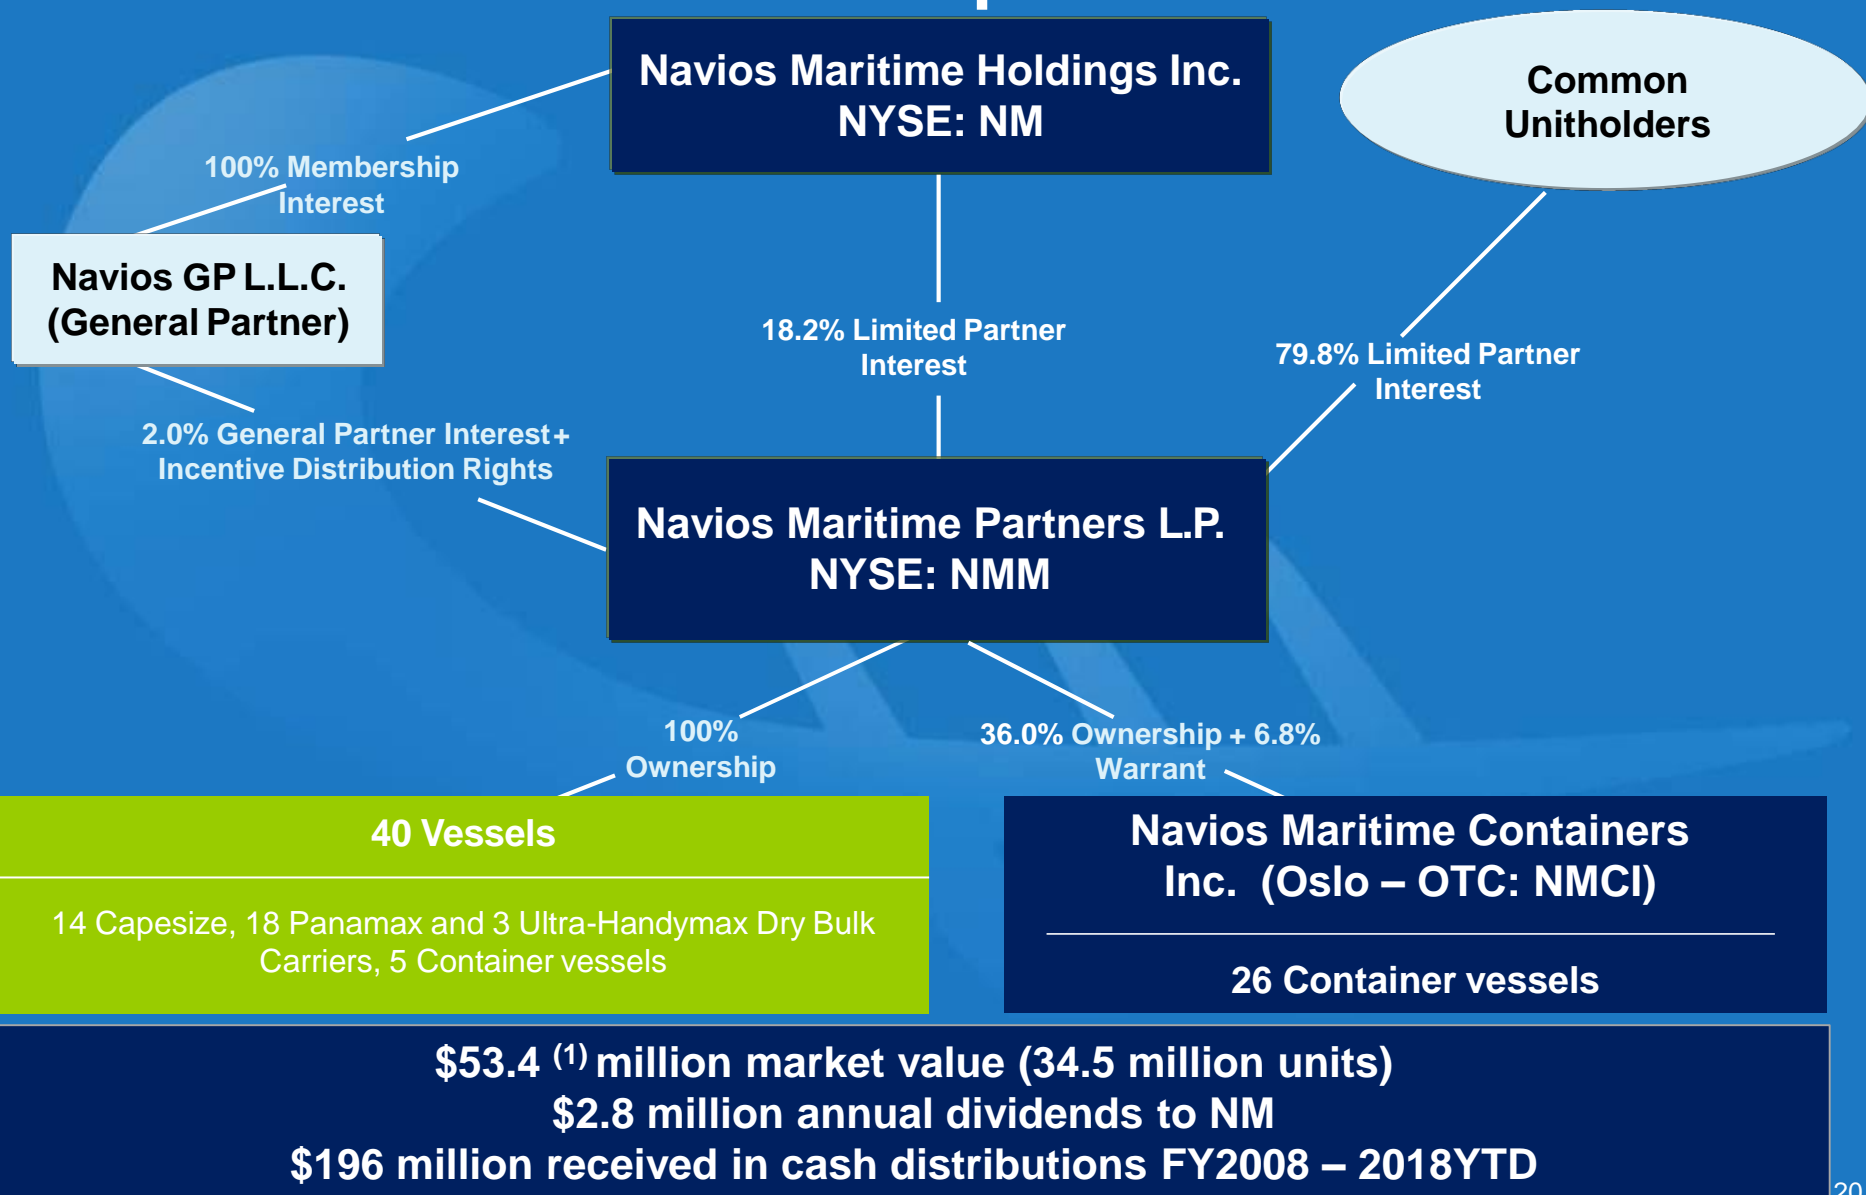 Navios Maritime Holdings Inc.
NYSE: NM
Common
Unitholders
100% Membership
Interest
Navios GP L.L.C.
(General Partner)
18.2% Limited Partner
Interest
79.8% Limited Partner
Interest
2.0% General Partner Interest+
Incentive Distribution Rights
Navios Maritime Partners L.P.
NYSE: NMM
100%
Ownership
36.0% Ownership + 6.8%
Warrant
40 Vessels
14 Capesize, 18 Panamax and 3 Ultra-Handymax Dry Bulk
Carriers, 5 Container vessels
Navios Maritime Containers
Inc. (Oslo – OTC: NMCI)
26 Container vessels
$53.4 (1) million market value (34.5 million units)
$2.8 million annual dividends to NM
$196 million received in cash distributions FY2008 – 2018YTD
20